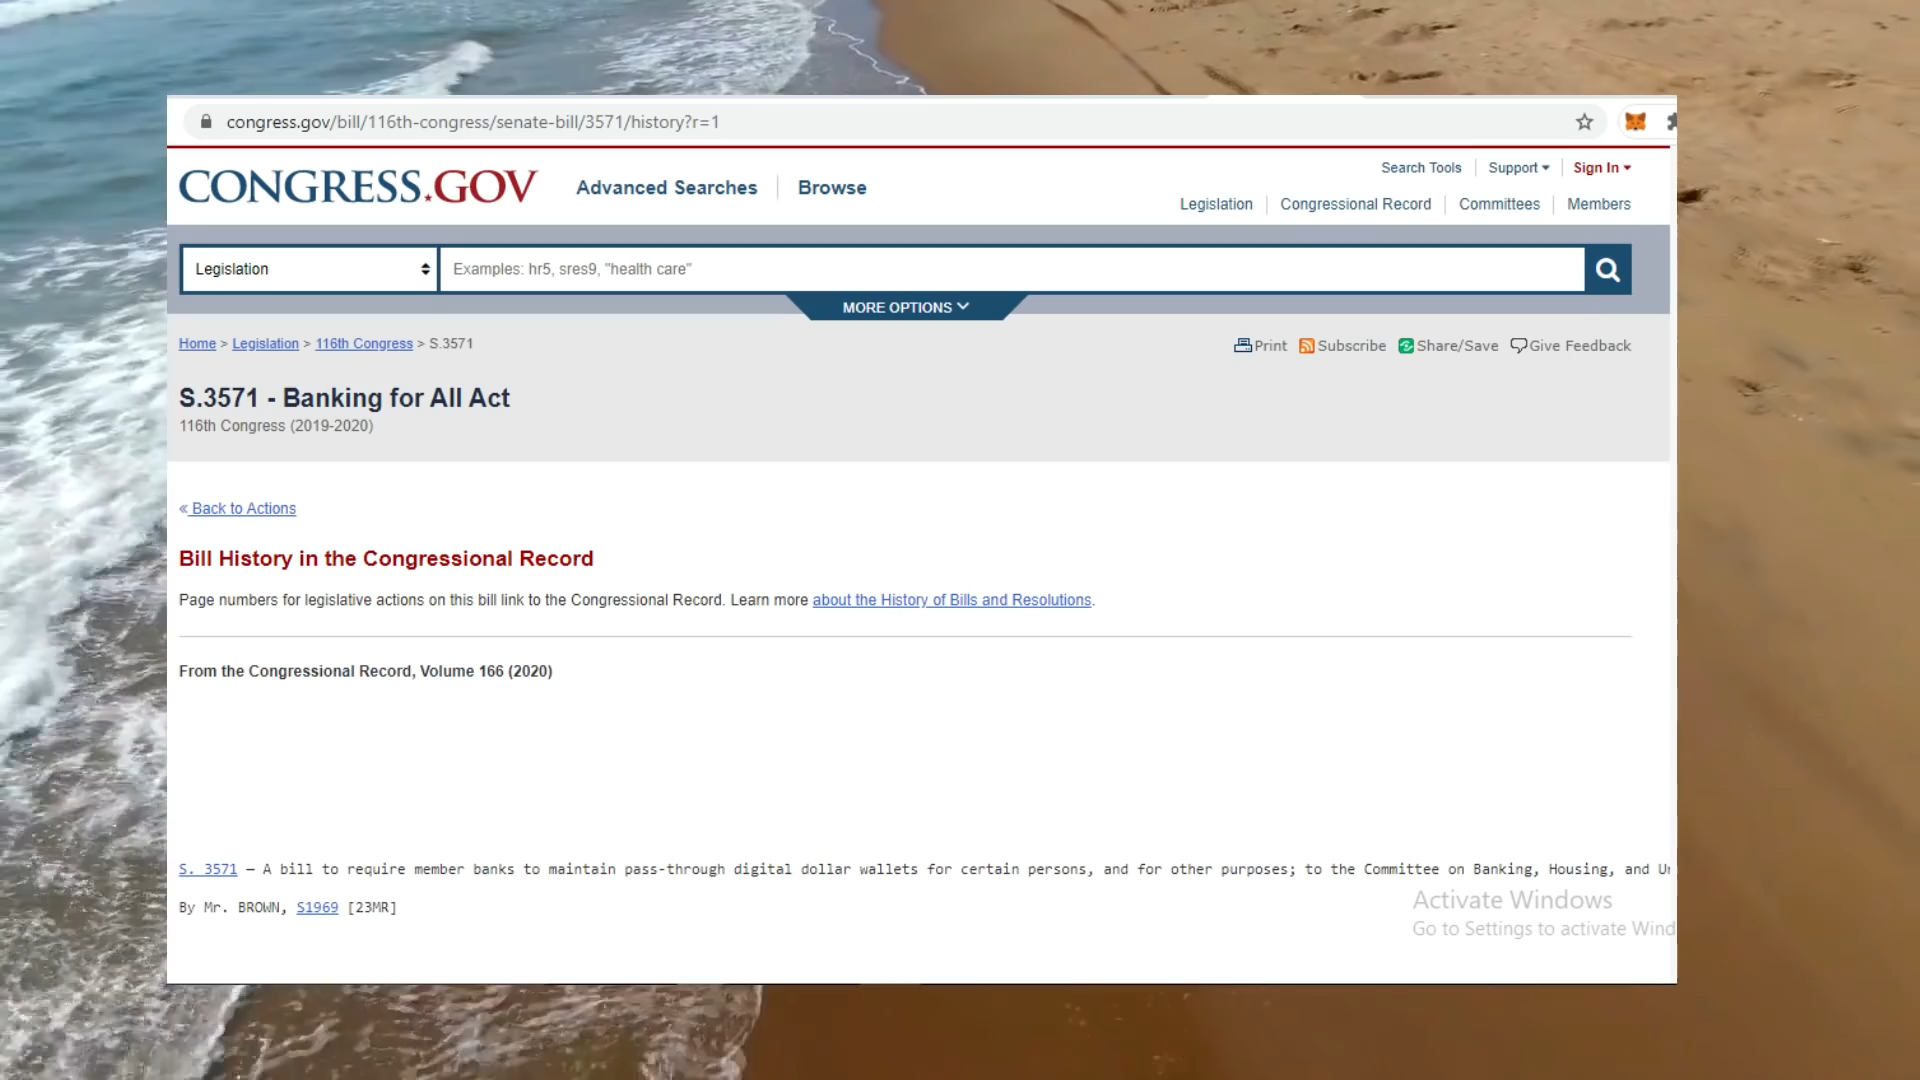 congress.gov/bill/116th-congress/senate-bill/3571/history?r=1
CONGRESS.GOV
Advanced Searches
Browse
Search Tools
Support
Sign In
Legislation
Congressional Record
Committees
Members
Legislation
Examples: hr5, sres9, "health care"
MORE OPTIONS
Home > Legislation > 116th Congress > S.3571
Print
Subscribe
Share/Save
Give Feedback
S.3571 - Banking for All Act
116th Congress (2019-2020)
« Back to Actions
Bill History in the Congressional Record
Page numbers for legislative actions on this bill link to the Congressional Record. Learn more about the History of Bills and Resolutions.
From the Congressional Record, Volume 166 (2020)
S. 3571 — A bill to require member banks to maintain pass-through digital dollar wallets for certain persons, and for other purposes; to the Committee on Banking, Housing, and
By Mr. BROWN, S1969 [23MR]
Activate Windows
Go to Settings to activate Wind